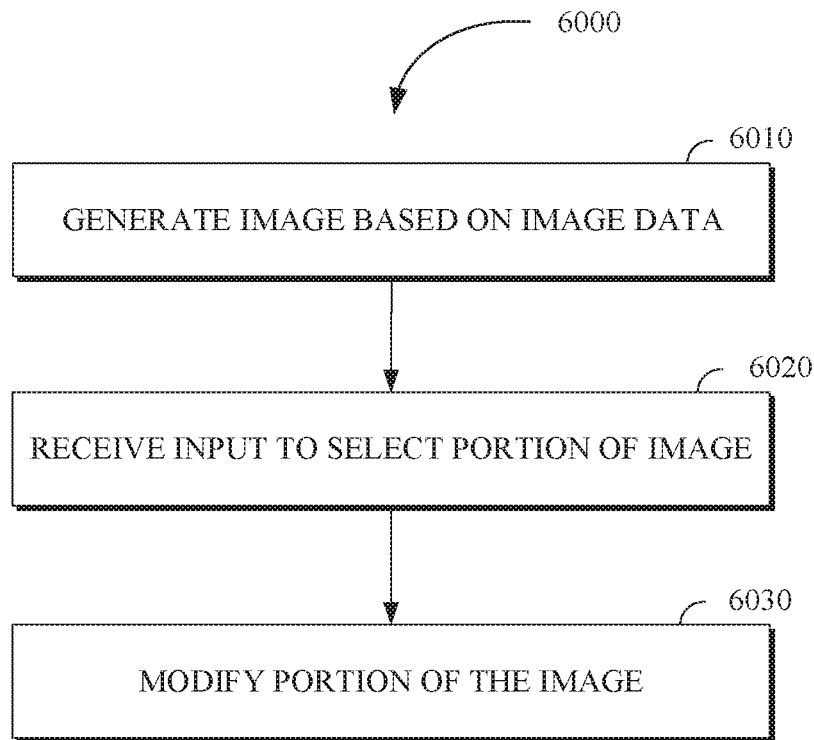 6000
6010
GENERATE IMAGE BASED ON IMAGE DATA
6020
RECEIVE INPUT TO SELECT PORTION OF IMAGE
6030
MODIFY PORTION OF THE IMAGE